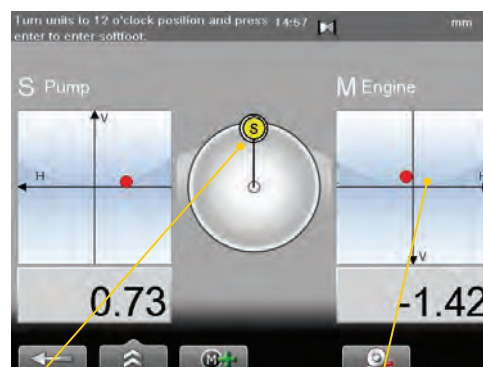 Turn units to 12 o'clock position and press 14:57 mm
enter to enter softfoot.
S Pump
M Engine
V
H
S
H
V
0.73
-1.42
M